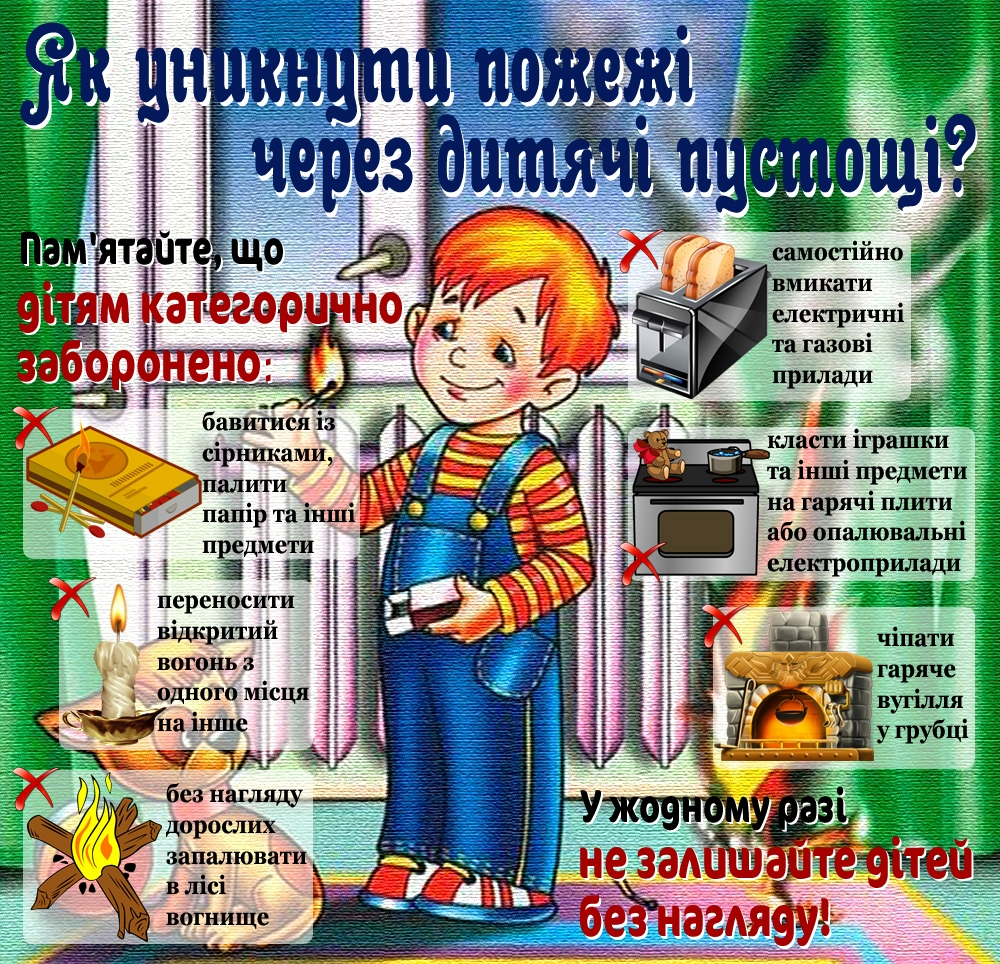 Як уникнути пожежі
через дитячі пустощі?
Пам'ятайте, що
дітям категорично
заборонено:
бавитися із
сірниками,
палити
папір та інші
предмети
переносити
відкритий
вогонь з
одного місця
на інше
без нагляду
дорослих
запалювати
в лісі
вогнище
самостійно
вмикати
електричні
та газові
прилади
класти іграшки
та інші предмети
на гарячі плити
або опалювальні
електроприлади
чіпати
гаряче
вугілля
у грубці
У жодному разі
не залишайте дітей
без нагляду!